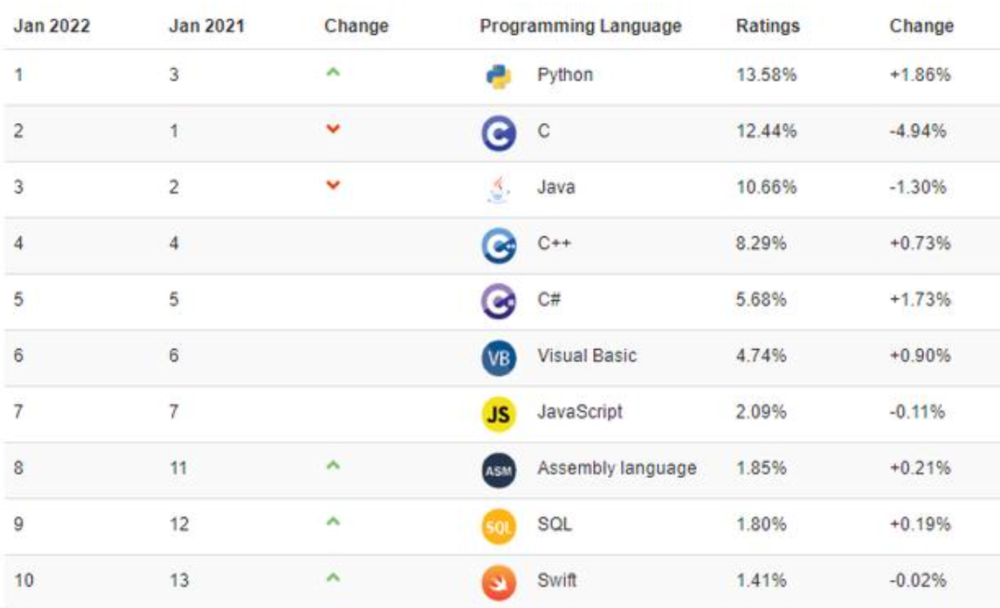 Jan 2022 Jan 2021 Change Programming Language Ratings Change
1 3 Python 13.58% +1.86%
2 1 C C 12.44% -4.94%
3 2 Java 10.66% -1.30%
4 4 C++ C++ 8.29% +0.73%
5 5 C# C# 5.68% +1.73%
6 6 VB Visual Basic 4.74% +0.90%
7 7 JS JavaScript 2.09% -0.11%
8 11 ASM Assembly language 1.85% +0.21%
9 12 SQL SQL 1.80% +0.19%
10 13 Swift 1.41% -0.02%